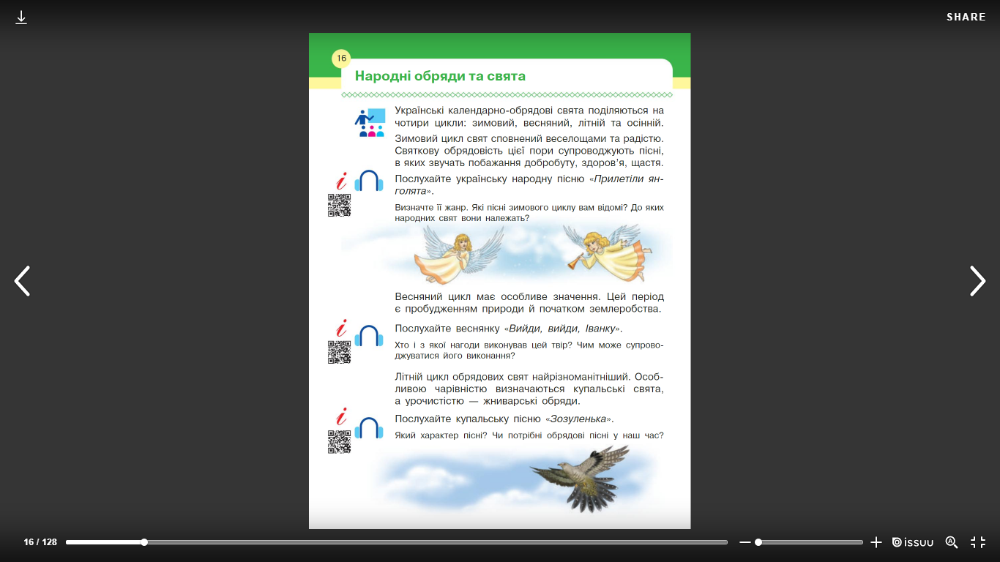 SHARE
16
Народні обряди та свята
Українські календарно-обрядові свята поділяються на
чотири цикли: зимовий, весняний, літній та осінній.
Зимовий цикл свят сповнений веселощами та радістю.
Святкову обрядовість цієї пори супроводжують пісні,
в яких звучать побажання добробуту, здоров’я, щастя.
i
Послухайте українську народну пісню «Прилетіли ян-
голята».
Визначте її жанр. Які пісні зимового циклу вам відомі? До яких
народних свят вони належать?
Весняний цикл має особливе значення. Цей період
є пробудженням природи й початком землеробства.
i
Послухайте веснянку «Вийди, вийди, Іванку».
Хто і з якої нагоди виконував цей твір? Чим може супрово-
джуватися його виконання?
Літній цикл обрядових свят найрізноманітніший. Особ-
ливою чарівністю визначаються купальські свята,
а урочистістю — жниварські обряди.
i
Послухайте купальську пісню «Зозуленька».
Який характер пісні? Чи потрібні обрядові пісні у наш час?
16 / 128
issuu